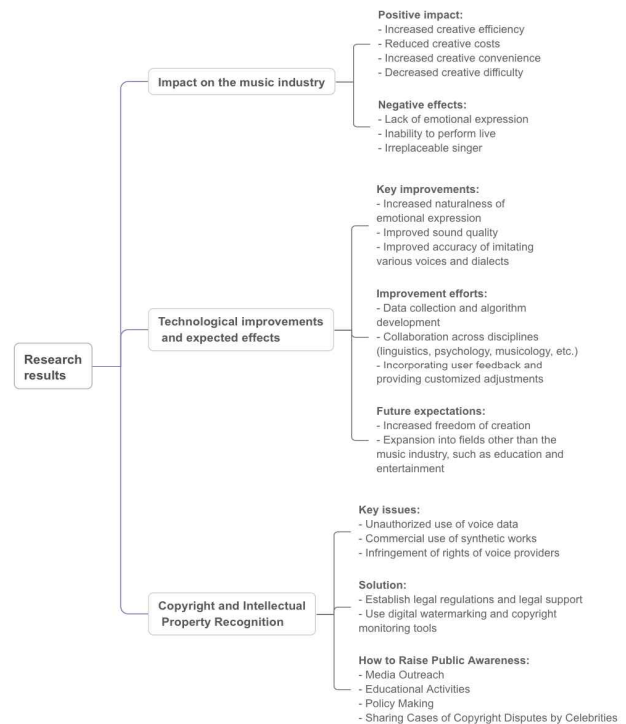 Research
results
Impact on the music industry
Positive impact:
- Increased creative efficiency
- Reduced creative costs
- Increased creative convenience
- Decreased creative difficulty
Negative effects:
- Lack of emotional expression
- Inability to perform live
- Irreplaceable singer
Technological improvements
and expected effects
Key improvements:
- Increased naturalness of
emotional expression
- Improved sound quality
- Improved accuracy of imitating
various voices and dialects
Improvement efforts:
- Data collection and algorithm
development
- Collaboration across disciplines
(linguistics, psychology, musicology, etc.)
- Incorporating user feedback and
providing customized adjustments
Future expectations:
- Increased freedom of creation
- Expansion into fields other than the
music industry, such as education and
entertainment
Copyright and Intellectual
Property Recognition
Key issues:
- Unauthorized use of voice data
- Commercial use of synthetic works
- Infringement of rights of voice providers
Solution:
- Establish legal regulations and legal support
- Use digital watermarking and copyright
monitoring tools
How to Raise Public Awareness:
- Media Outreach
- Educational Activities
- Policy Making
- Sharing Cases of Copyright Disputes by Celebrities